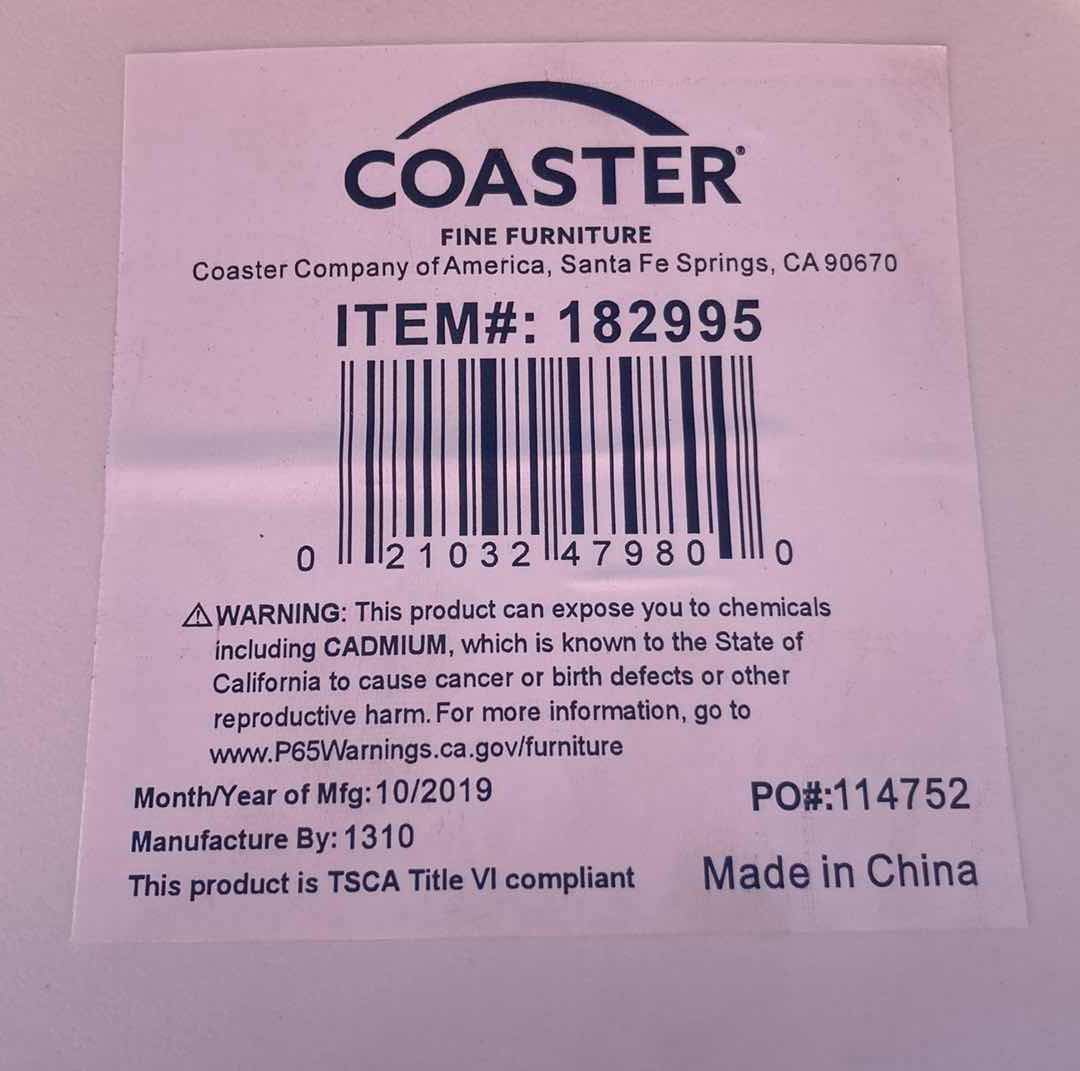 COASTER®
FINE FURNITURE
Coaster Company of America, Santa Fe Springs, CA 90670
ITEM#: 182995
0 21032 47980 0
⚠ WARNING: This product can expose you to chemicals
including CADMIUM, which is known to the State of
California to cause cancer or birth defects or other
reproductive harm. For more information, go to
www.P65Warnings.ca.gov/furniture
Month/Year of Mfg: 10/2019
PO#:114752
Manufacture By: 1310
This product is TSCA Title VI compliant
Made in China